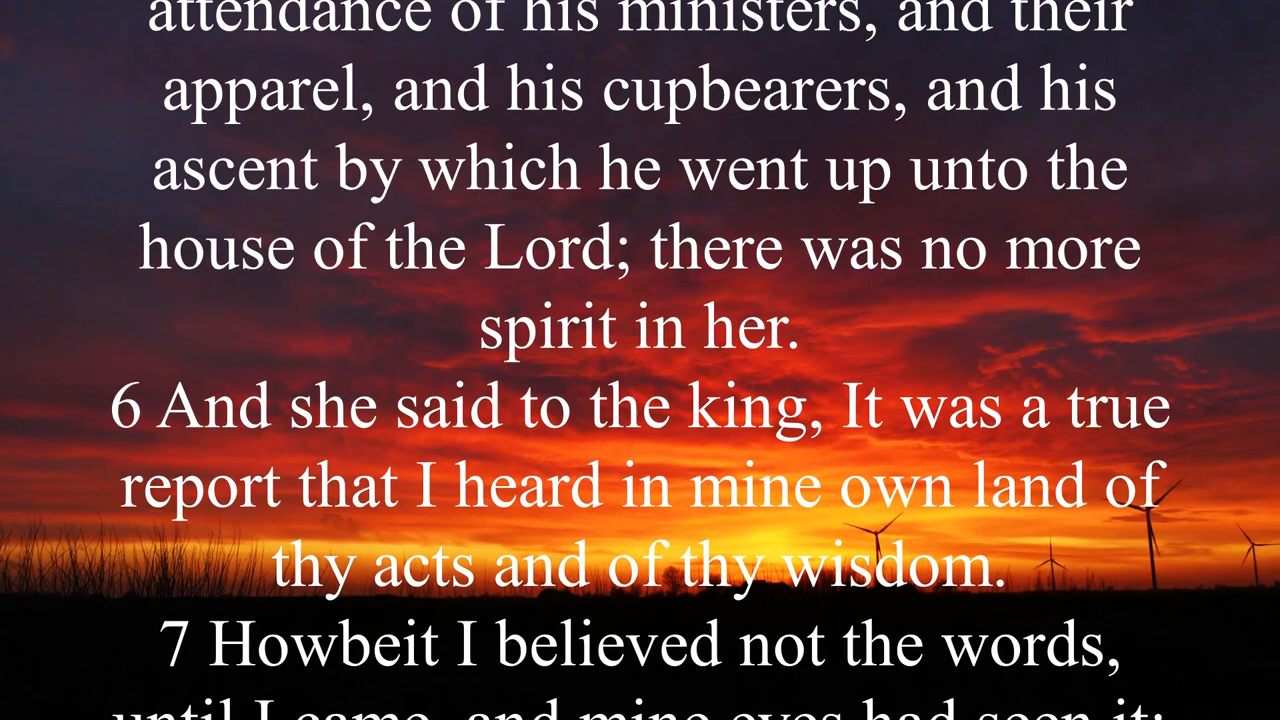 attendance of his ministers, and their
apparel, and his cupbearers, and his
ascent by which he went up unto the
house of the Lord; there was no more
spirit in her.
6 And she said to the king, It was a true
report that I heard in mine own land of
thy acts and of thy wisdom.
7 Howbeit I believed not the words,
until I came, and mine eyes had seen it: